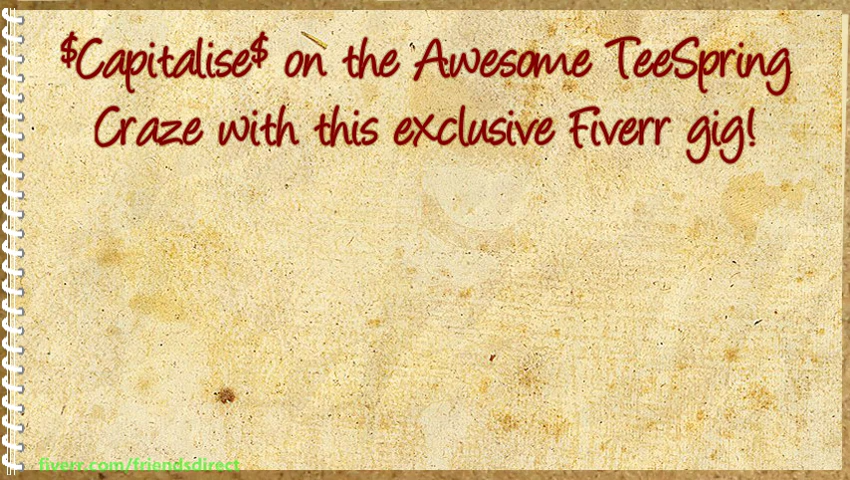 $Capitalise$ on the Awesome TeeSpring
Craze with this exclusive Fiverr gig!
fiverr.com/friendsdirect